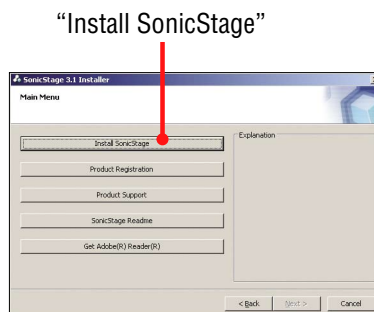 “Install SonicStage”
SonicStage 3.1 Installer
Main Menu
Install SonicStage
Explanation
Product Registration
Product Support
SonicStage Readme
Get Adobe(R) Reader(R)
< Back
Next >
Cancel